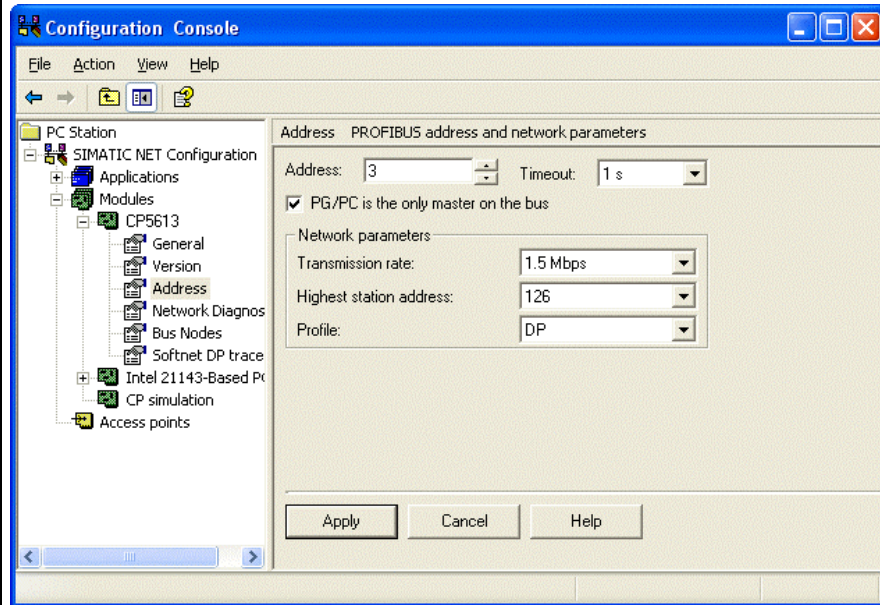 Configuration Console
File Action View Help
PC Station
SIMATIC NET Configuration
Applications
Modules
CP5613
General
Version
Address
Network Diagnos
Bus Nodes
Softnet DP trace
Intel 21143-Based P
CP simulation
Access points
Address PROFIBUS address and network parameters
Address: 3 Timeout: 1 s
PG/PC is the only master on the bus
Network parameters
Transmission rate: 1.5 Mbps
Highest station address: 126
Profile: DP
Apply Cancel Help